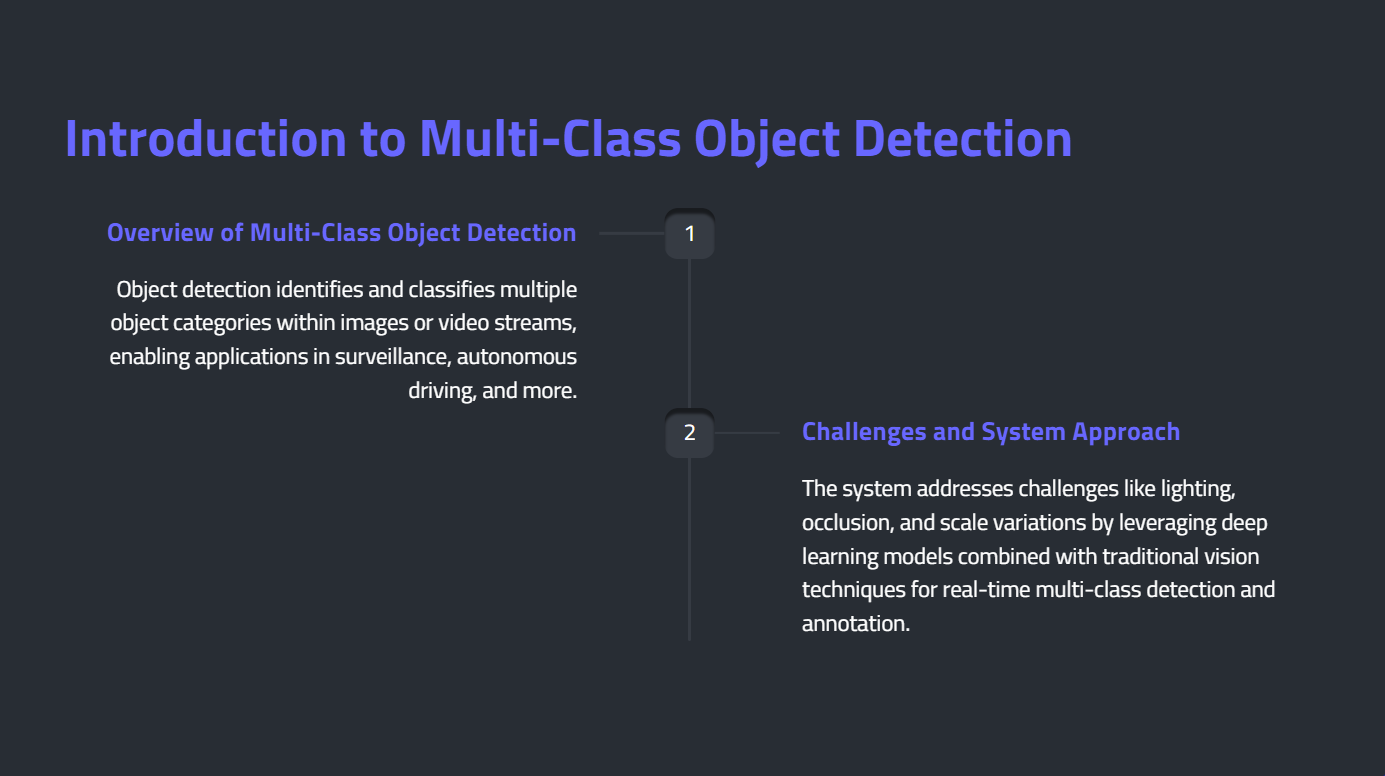 Introduction to Multi-Class Object Detection
Overview of Multi-Class Object Detection
1
Object detection identifies and classifies multiple
object categories within images or video streams,
enabling applications in surveillance, autonomous
driving, and more.
2
Challenges and System Approach
The system addresses challenges like lighting,
occlusion, and scale variations by leveraging deep
learning models combined with traditional vision
techniques for real-time multi-class detection and
annotation.